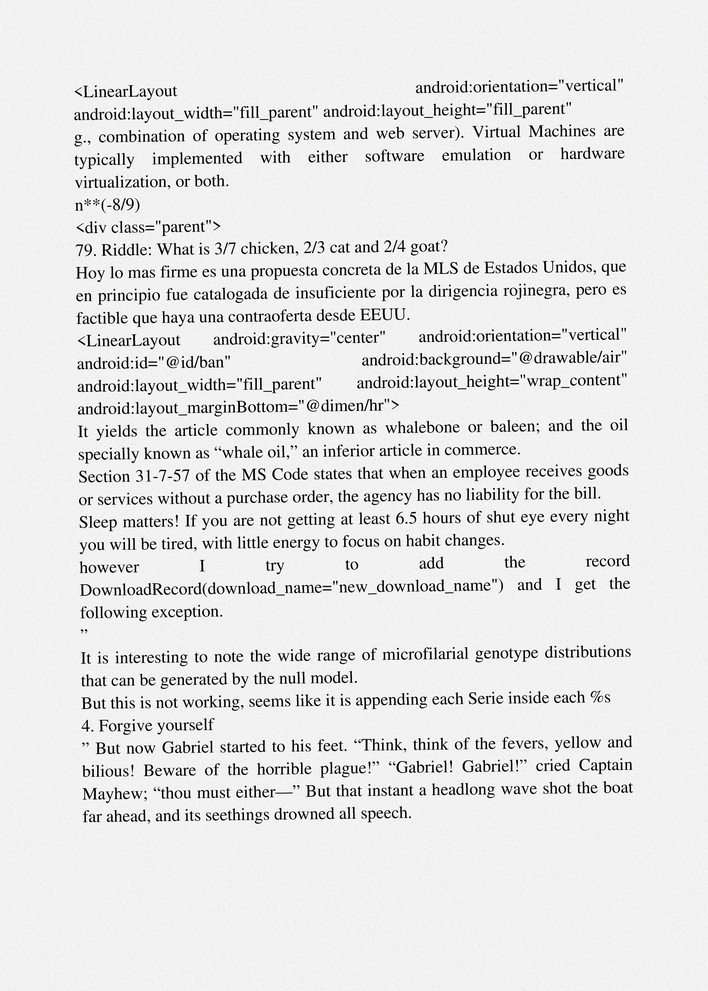 <LinearLayout android:orientation="vertical"
android:layout_width="fill_parent" android:layout_height="fill_parent"
g., combination of operating system and web server). Virtual Machines are
typically implemented with either software emulation or hardware
virtualization, or both.
n**(-8/9)
<div class="parent">
79. Riddle: What is 3/7 chicken, 2/3 cat and 2/4 goat?
Hoy lo mas firme es una propuesta concreta de la MLS de Estados Unidos, que
en principio fue catalogada de insuficiente por la dirigencia rojinegra, pero es
factible que haya una contraoferta desde EEUU.
<LinearLayout android:gravity="center" android:orientation="vertical"
android:id="@id/ban" android:background="@drawable/air"
android:layout_width="fill_parent" android:layout_height="wrap_content"
android:layout_marginBottom="@dimen/hr">
It yields the article commonly known as whalebone or baleen; and the oil
specially known as “whale oil,” an inferior article in commerce.
Section 31-7-57 of the MS Code states that when an employee receives goods
or services without a purchase order, the agency has no liability for the bill.
Sleep matters! If you are not getting at least 6.5 hours of shut eye every night
you will be tired, with little energy to focus on habit changes.
however I try to add the record
DownloadRecord(download_name="new_download_name") and I get the
following exception.
”
It is interesting to note the wide range of microfilarial genotype distributions
that can be generated by the null model.
But this is not working, seems like it is appending each Serie inside each %s
4. Forgive yourself
” But now Gabriel started to his feet. “Think, think of the fevers, yellow and
bilious! Beware of the horrible plague!” “Gabriel! Gabriel!” cried Captain
Mayhew; “thou must either—” But that instant a headlong wave shot the boat
far ahead, and its seethings drowned all speech.